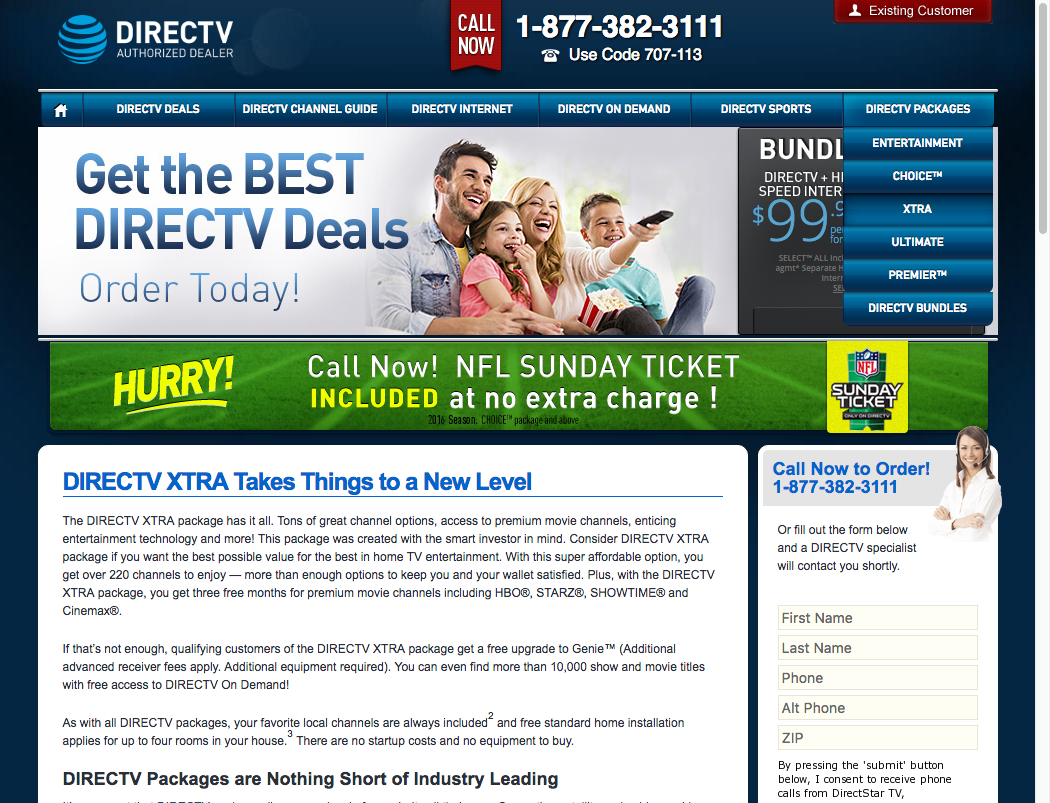 DIRECTV
AUTHORIZED DEALER
CALL
NOW
1-877-382-3111
Use Code 707-113
Existing Customer
DIRECTV DEALS
DIRECTV CHANNEL GUIDE
DIRECTV INTERNET
DIRECTV ON DEMAND
DIRECTV SPORTS
DIRECTV PACKAGES
ENTERTAINMENT
CHOICE™
XTRA
ULTIMATE
PREMIER™
DIRECTV BUNDLES
Get the BEST
DIRECTV Deals
Order Today!
BUNDL
DIRECTV + HI
SPEED INTER
$99.9
per
for
SELECT™ ALL Incl
agmt* Separate H
Intern
SE
HURRY!
Call Now! NFL SUNDAY TICKET
INCLUDED at no extra charge !
2016 Season. CHOICE™ package and above
NFL
SUNDAY
TICKET
ONLY ON DIRECTV
DIRECTV XTRA Takes Things to a New Level
The DIRECTV XTRA package has it all. Tons of great channel options, access to premium movie channels, enticing
entertainment technology and more! This package was created with the smart investor in mind. Consider DIRECTV XTRA
package if you want the best possible value for the best in home TV entertainment. With this super affordable option, you
get over 220 channels to enjoy — more than enough options to keep you and your wallet satisfied. Plus, with the DIRECTV
XTRA package, you get three free months for premium movie channels including HBO®, STARZ®, SHOWTIME® and
Cinemax®.
If that's not enough, qualifying customers of the DIRECTV XTRA package get a free upgrade to Genie™ (Additional
advanced receiver fees apply. Additional equipment required). You can even find more than 10,000 show and movie titles
with free access to DIRECTV On Demand!
As with all DIRECTV packages, your favorite local channels are always included2 and free standard home installation
applies for up to four rooms in your house.3 There are no startup costs and no equipment to buy.
DIRECTV Packages are Nothing Short of Industry Leading
Call Now to Order!
1-877-382-3111
Or fill out the form below
and a DIRECTV specialist
will contact you shortly.
First Name
Last Name
Phone
Alt Phone
ZIP
By pressing the 'submit' button
below, I consent to receive phone
calls from DirectStar TV,